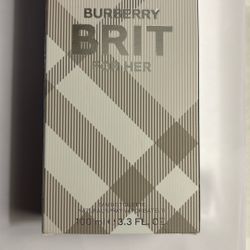 BURBERRY
BRIT
FOR HER
100 ml ℮ 3.3 FL. OZ